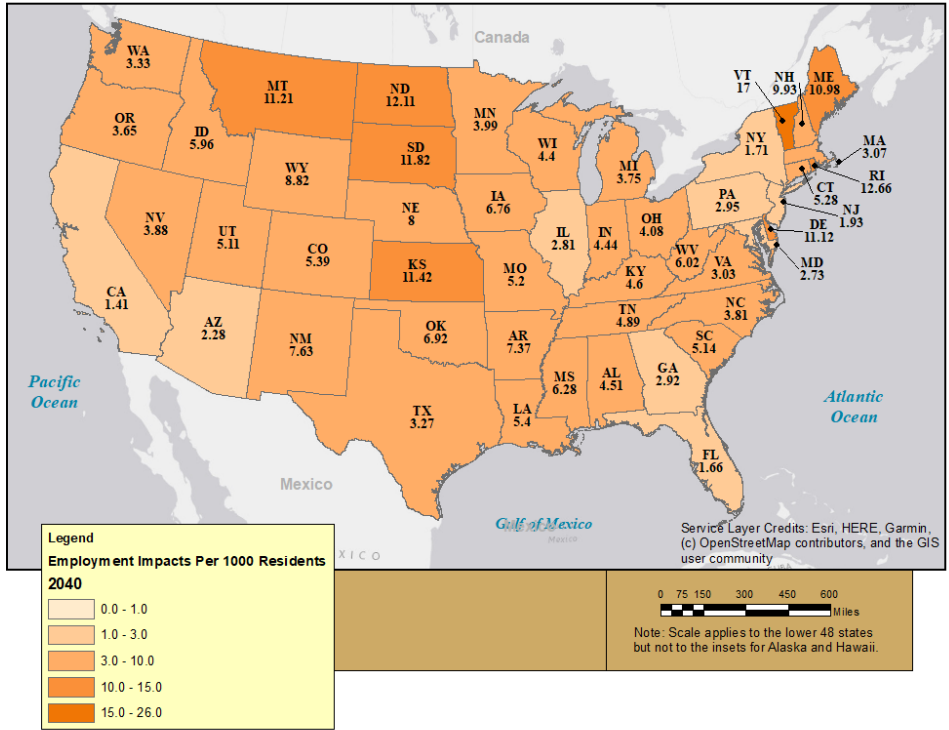 Canada
WA
3.33
MT
11.21
ND
12.11
MN
3.99
VT
17
NH
9.93
ME
10.98
OR
3.65
ID
5.96
WY
8.82
SD
11.82
WI
4.4
MI
3.75
NY
1.71
MA
3.07
RI
12.66
CT
5.28
NJ
1.93
DE
11.12
MD
2.73
NV
3.88
UT
5.11
CO
5.39
NE
8
IA
6.76
IL
2.81
IN
4.44
OH
4.08
PA
2.95
WV
6.02
VA
3.03
CA
1.41
KS
11.42
MO
5.2
KY
4.6
NC
3.81
TN
4.89
SC
5.14
AZ
2.28
NM
7.63
OK
6.92
AR
7.37
MS
6.28
AL
4.51
GA
2.92
TX
3.27
LA
5.4
FL
1.66
Pacific
Ocean
Atlantic
Ocean
Mexico
Gulf of Mexico
Mexico
XICO
Service Layer Credits: Esri, HERE, Garmin,
(c) OpenStreetMap contributors, and the GIS
user community
Legend
Employment Impacts Per 1000 Residents
2040
0.0 - 1.0
1.0 - 3.0
3.0 - 10.0
10.0 - 15.0
15.0 - 26.0
0 75 150 300 450 600
Miles
Note: Scale applies to the lower 48 states
but not to the insets for Alaska and Hawaii.